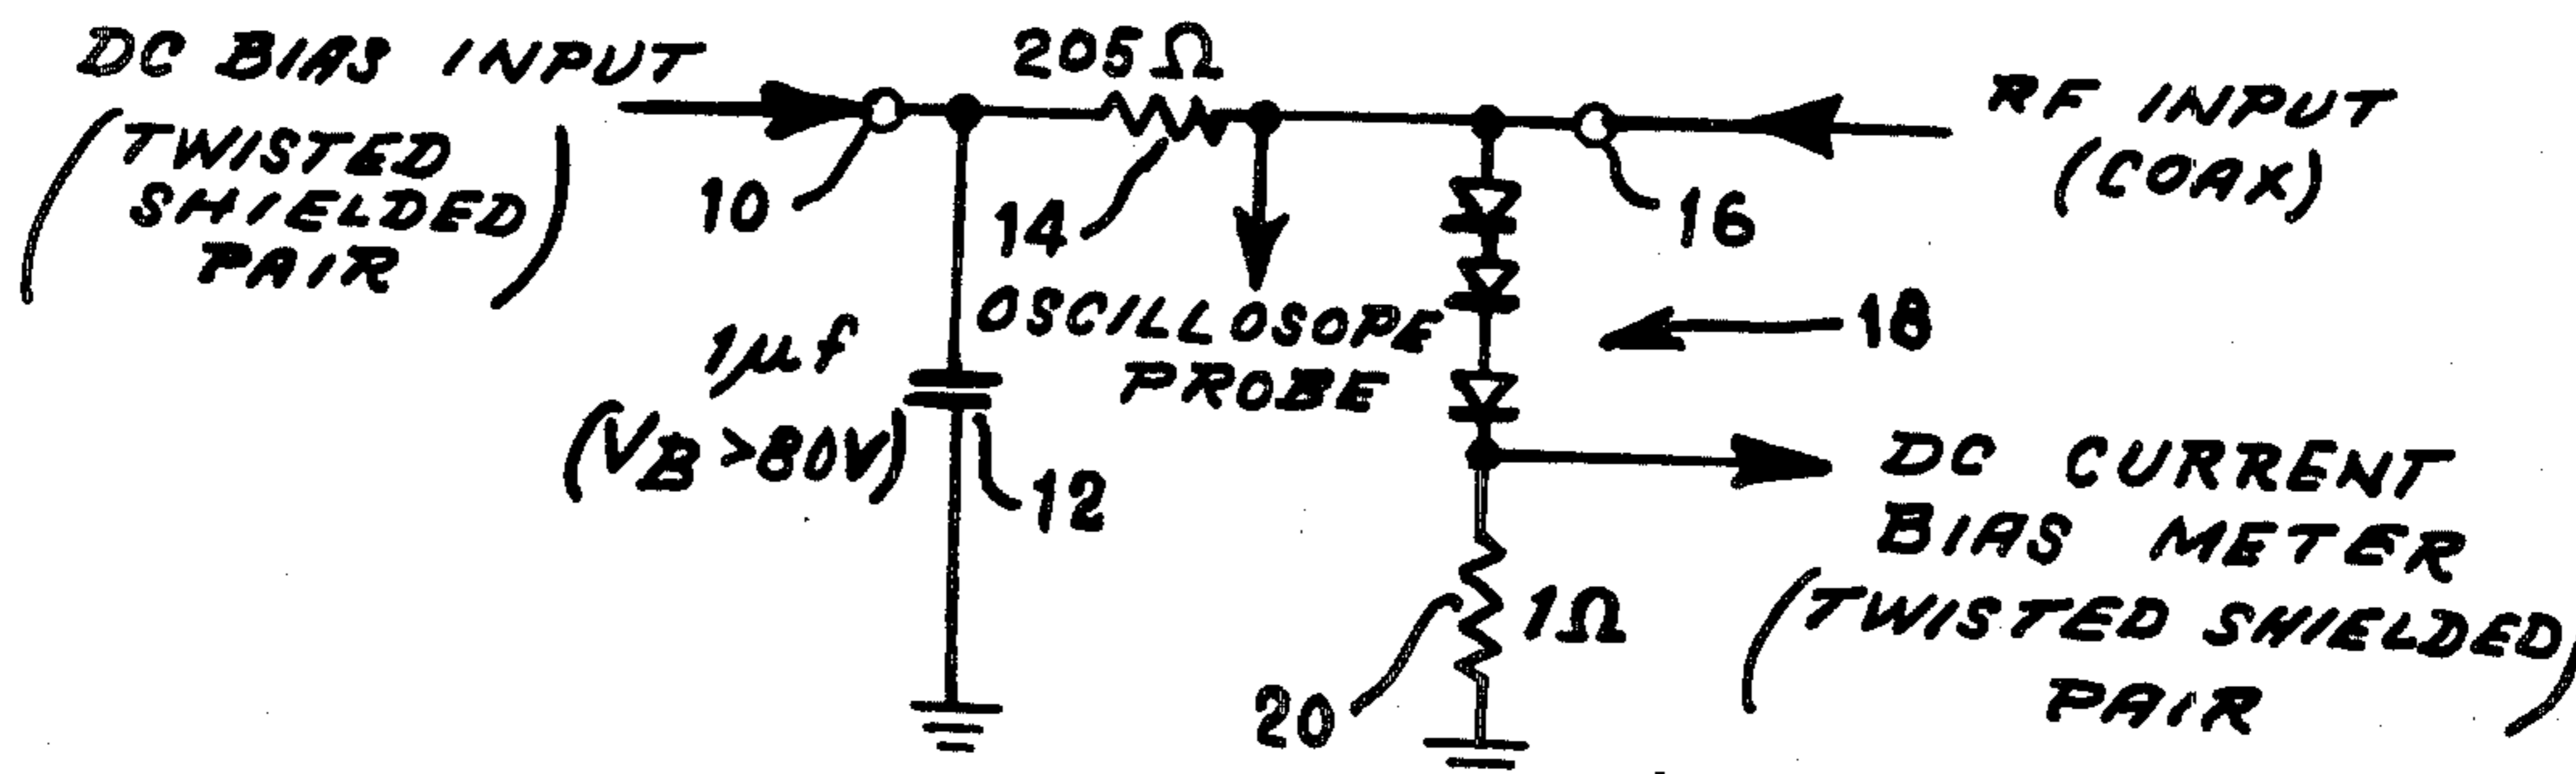 DC BIAS INPUT
(TWISTED
SHIELDED
PAIR)
10
205Ω
14
OSCILLOSOPE
PROBE
1μf
(VB>80V)
12
RF INPUT
(COAX)
16
18
DC CURRENT
BIAS METER
(TWISTED SHIELDED
PAIR)
1Ω
20